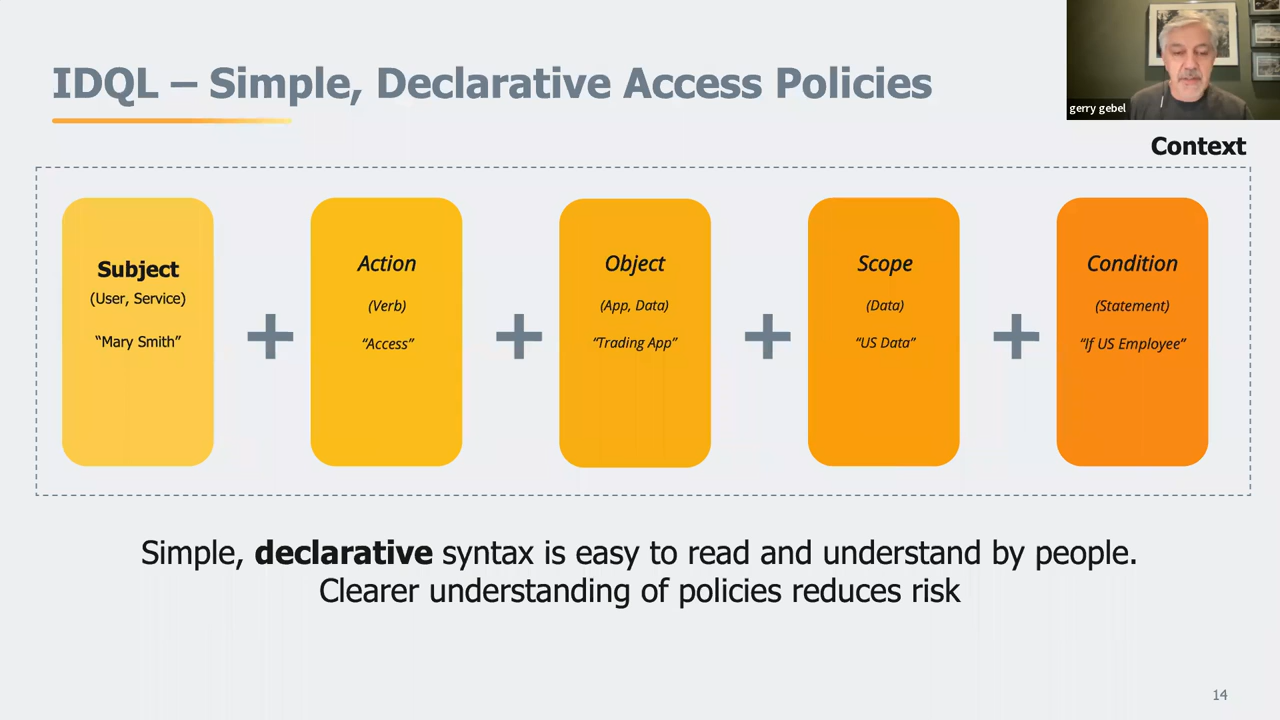 IDQL – Simple, Declarative Access Policies
gerry gebel
Context
Subject
(User, Service)
“Mary Smith”
+
Action
(Verb)
“Access”
+
Object
(App, Data)
“Trading App”
+
Scope
(Data)
“US Data”
+
Condition
(Statement)
“If US Employee”
Simple, declarative syntax is easy to read and understand by people.
Clearer understanding of policies reduces risk
14